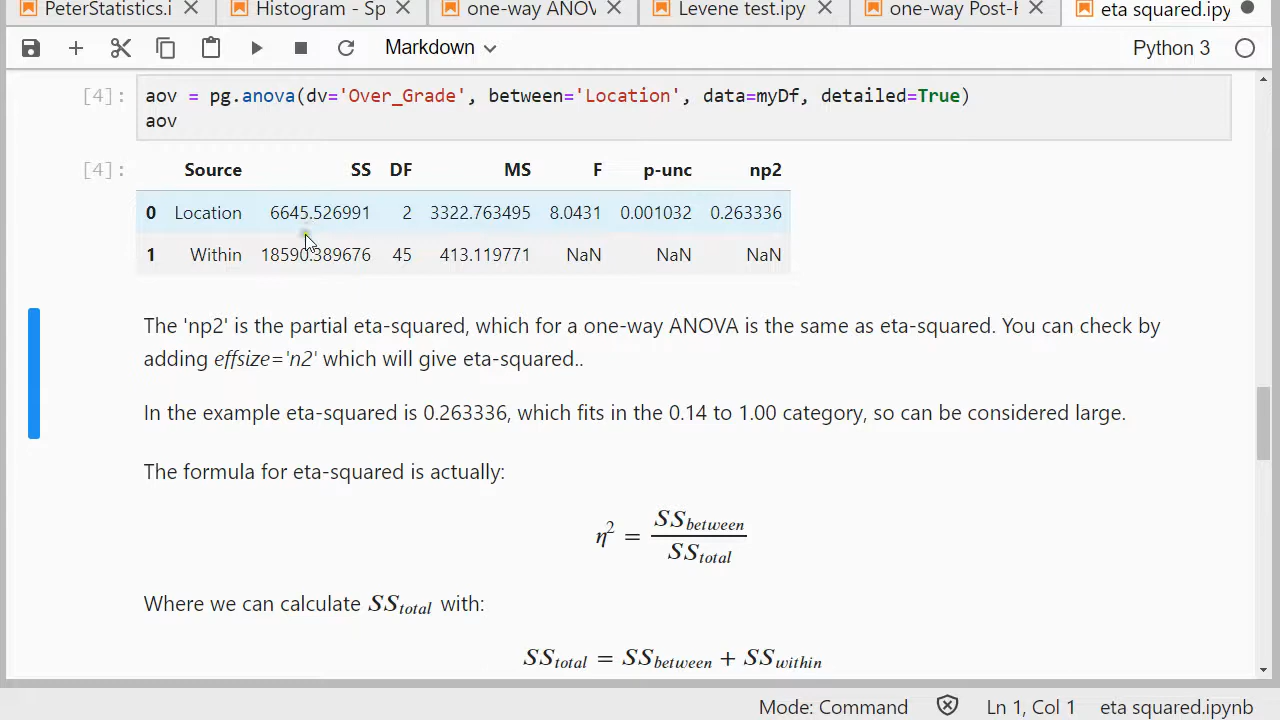 PeterStatistics.i Histogram - Sp one-way ANOV Levene test.ipy one-way Post-H eta squared.ipy
Markdown Python 3
[4]: aov = pg.anova(dv='Over_Grade', between='Location', data=myDf, detailed=True)
aov
[4]: Source SS DF MS F p-unc np2
0 Location 6645.526991 2 3322.763495 8.0431 0.001032 0.263336
1 Within 18590.389676 45 413.119771 NaN NaN NaN
The 'np2' is the partial eta-squared, which for a one-way ANOVA is the same as eta-squared. You can check by
adding effsize='n2' which will give eta-squared..
In the example eta-squared is 0.263336, which fits in the 0.14 to 1.00 category, so can be considered large.
The formula for eta-squared is actually:
η² = SS_between / SS_total
Where we can calculate SS_total with:
SS_total = SS_between + SS_within
Mode: Command Ln 1, Col 1 eta squared.ipynb